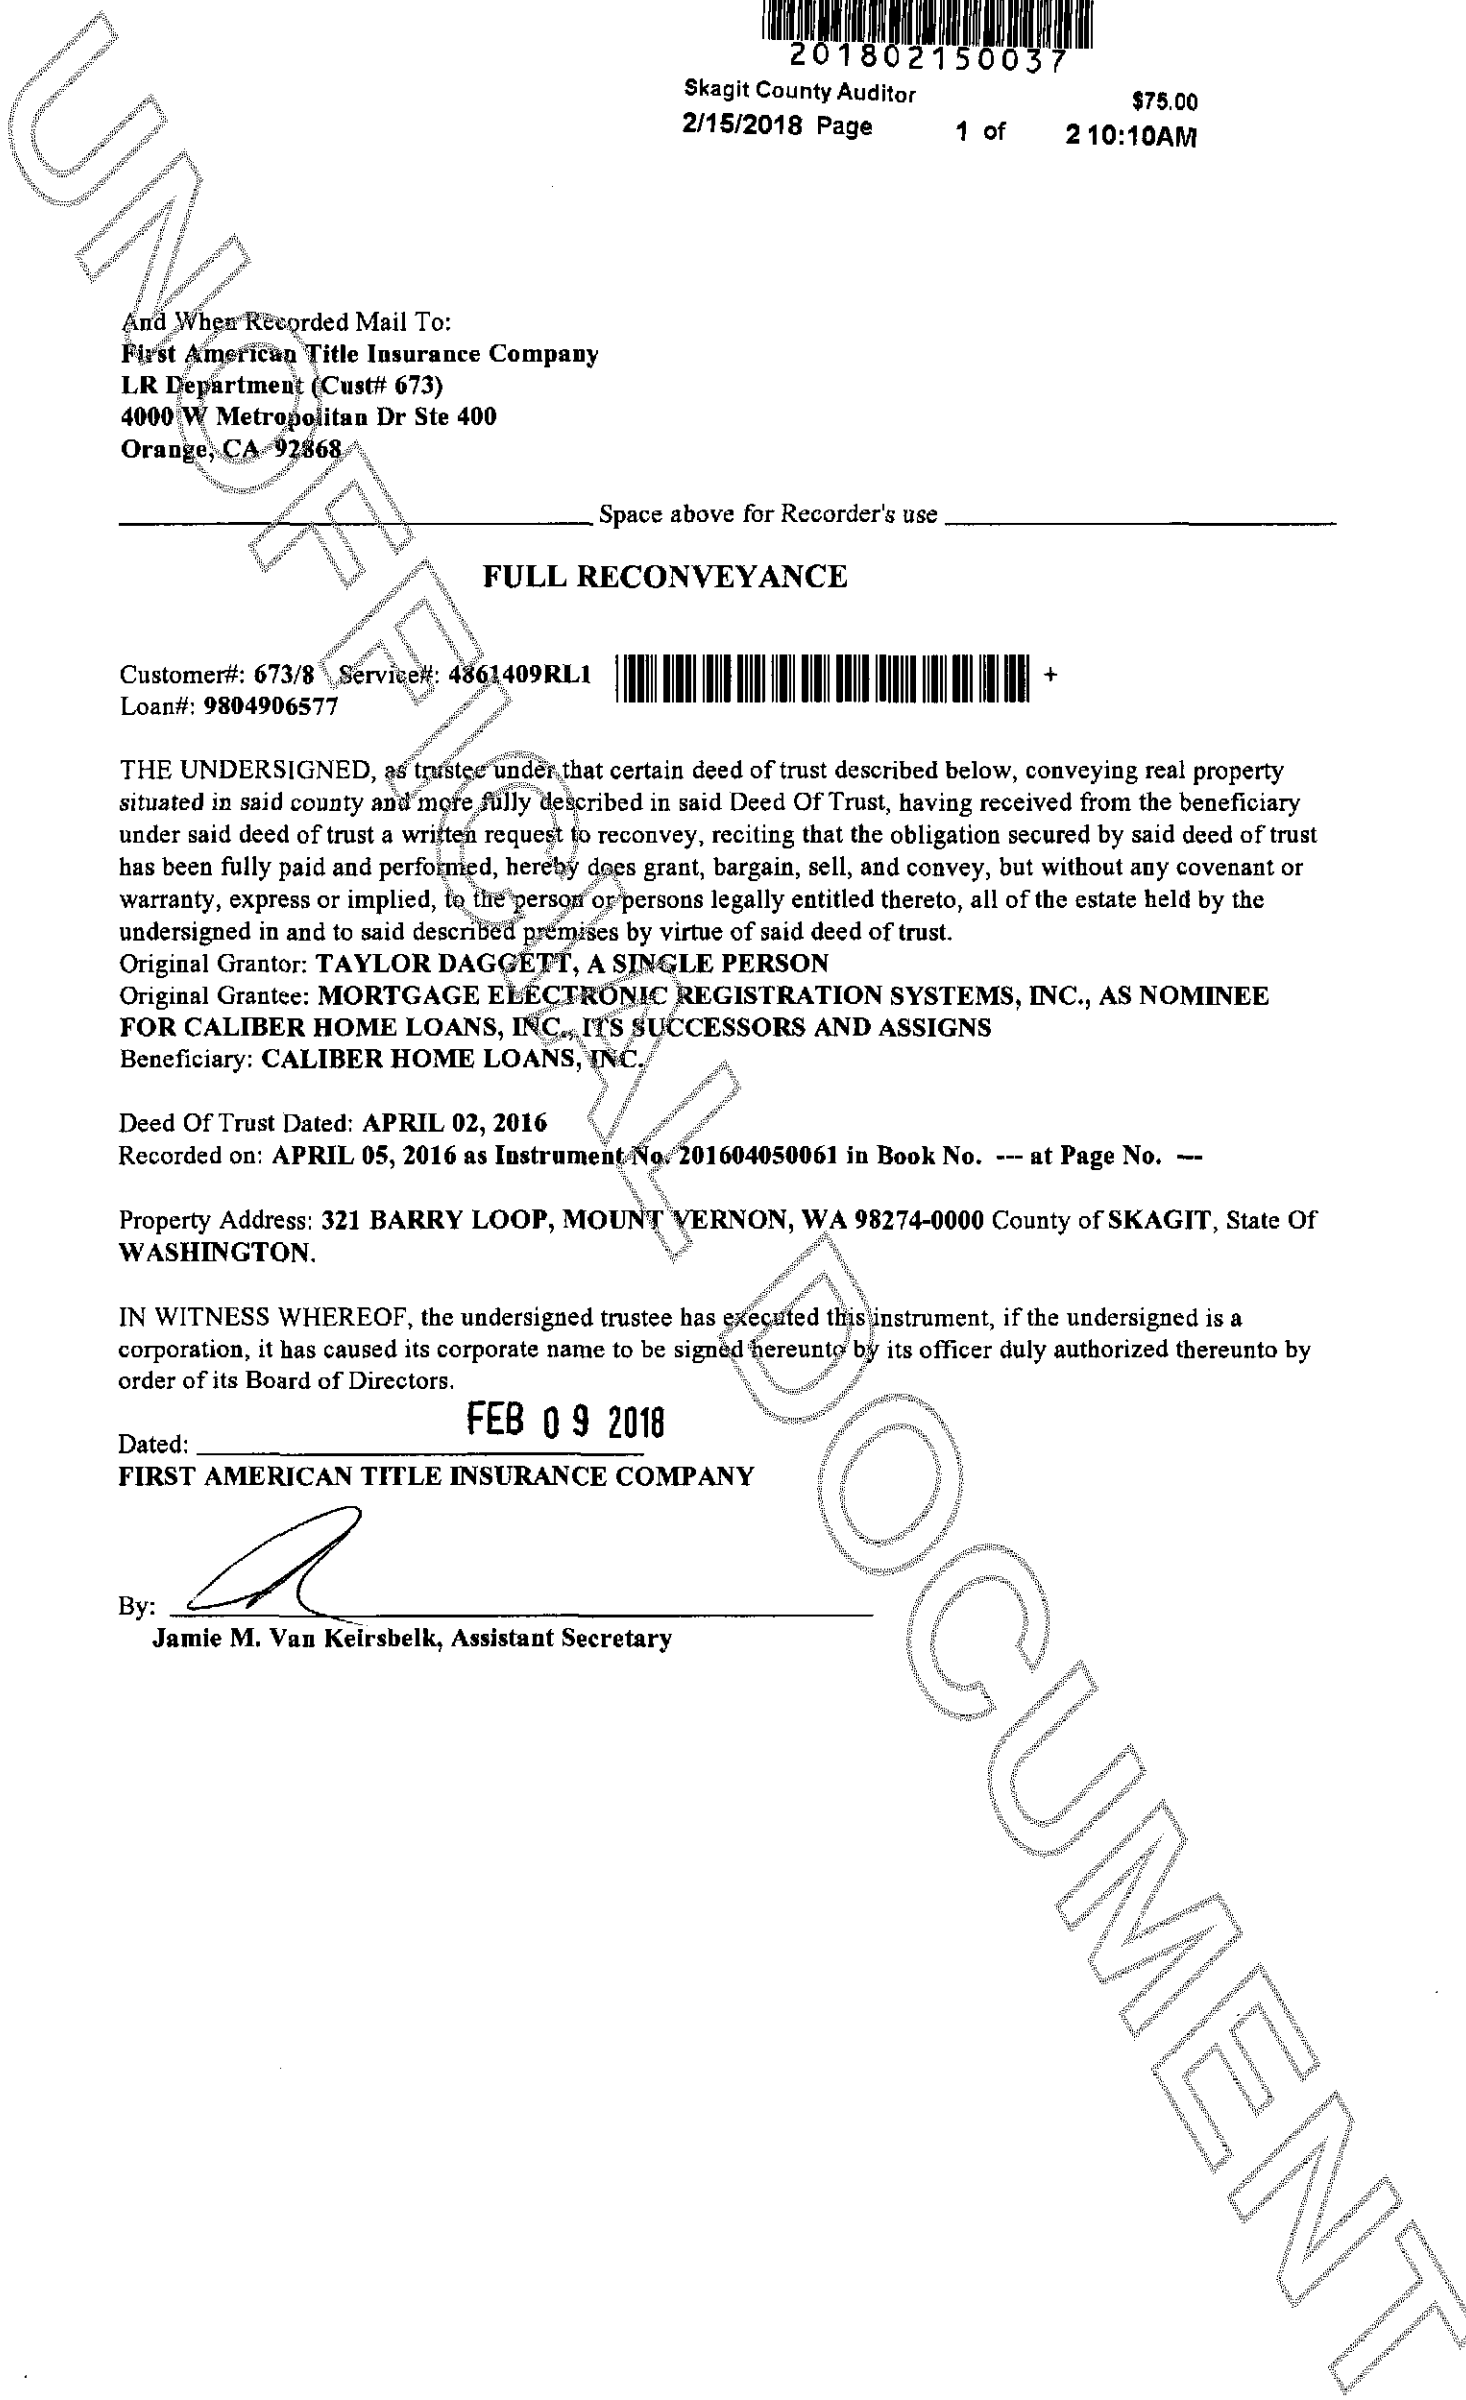 201802150037
Skagit County Auditor $75.00
2/15/2018 Page 1 of 2 10:10AM
And When Recorded Mail To:
First American Title Insurance Company
LR Department (Cust# 673)
4000 W Metropolitan Dr Ste 400
Orange, CA 92868
Space above for Recorder's use
FULL RECONVEYANCE
Customer#: 673/8 Service#: 4861409RL1 +
Loan#: 9804906577
THE UNDERSIGNED, as trustee under that certain deed of trust described below, conveying real property
situated in said county and more fully described in said Deed Of Trust, having received from the beneficiary
under said deed of trust a written request to reconvey, reciting that the obligation secured by said deed of trust
has been fully paid and performed, hereby does grant, bargain, sell, and convey, but without any covenant or
warranty, express or implied, to the person or persons legally entitled thereto, all of the estate held by the
undersigned in and to said described premises by virtue of said deed of trust.
Original Grantor: TAYLOR DAGGETT, A SINGLE PERSON
Original Grantee: MORTGAGE ELECTRONIC REGISTRATION SYSTEMS, INC., AS NOMINEE
FOR CALIBER HOME LOANS, INC., ITS SUCCESSORS AND ASSIGNS
Beneficiary: CALIBER HOME LOANS, INC.
Deed Of Trust Dated: APRIL 02, 2016
Recorded on: APRIL 05, 2016 as Instrument No. 201604050061 in Book No. --- at Page No. ---
Property Address: 321 BARRY LOOP, MOUNT VERNON, WA 98274-0000 County of SKAGIT, State Of
WASHINGTON.
IN WITNESS WHEREOF, the undersigned trustee has executed this instrument, if the undersigned is a
corporation, it has caused its corporate name to be signed hereunto by its officer duly authorized thereunto by
order of its Board of Directors.
Dated: FEB 09 2018
FIRST AMERICAN TITLE INSURANCE COMPANY
By:
Jamie M. Van Keirsbelk, Assistant Secretary
UNOFFICIAL DOCUMENT